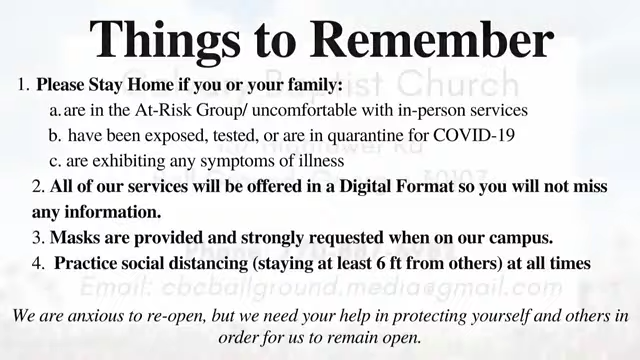 Things to Remember
1. Please Stay Home if you or your family:
a. are in the At-Risk Group/ uncomfortable with in-person services
b. have been exposed, tested, or are in quarantine for COVID-19
c. are exhibiting any symptoms of illness
2. All of our services will be offered in a Digital Format so you will not miss
any information.
3. Masks are provided and strongly requested when on our campus.
4. Practice social distancing (staying at least 6 ft from others) at all times
Email: cbcballground.media@gmail.com
We are anxious to re-open, but we need your help in protecting yourself and others in
order for us to remain open.